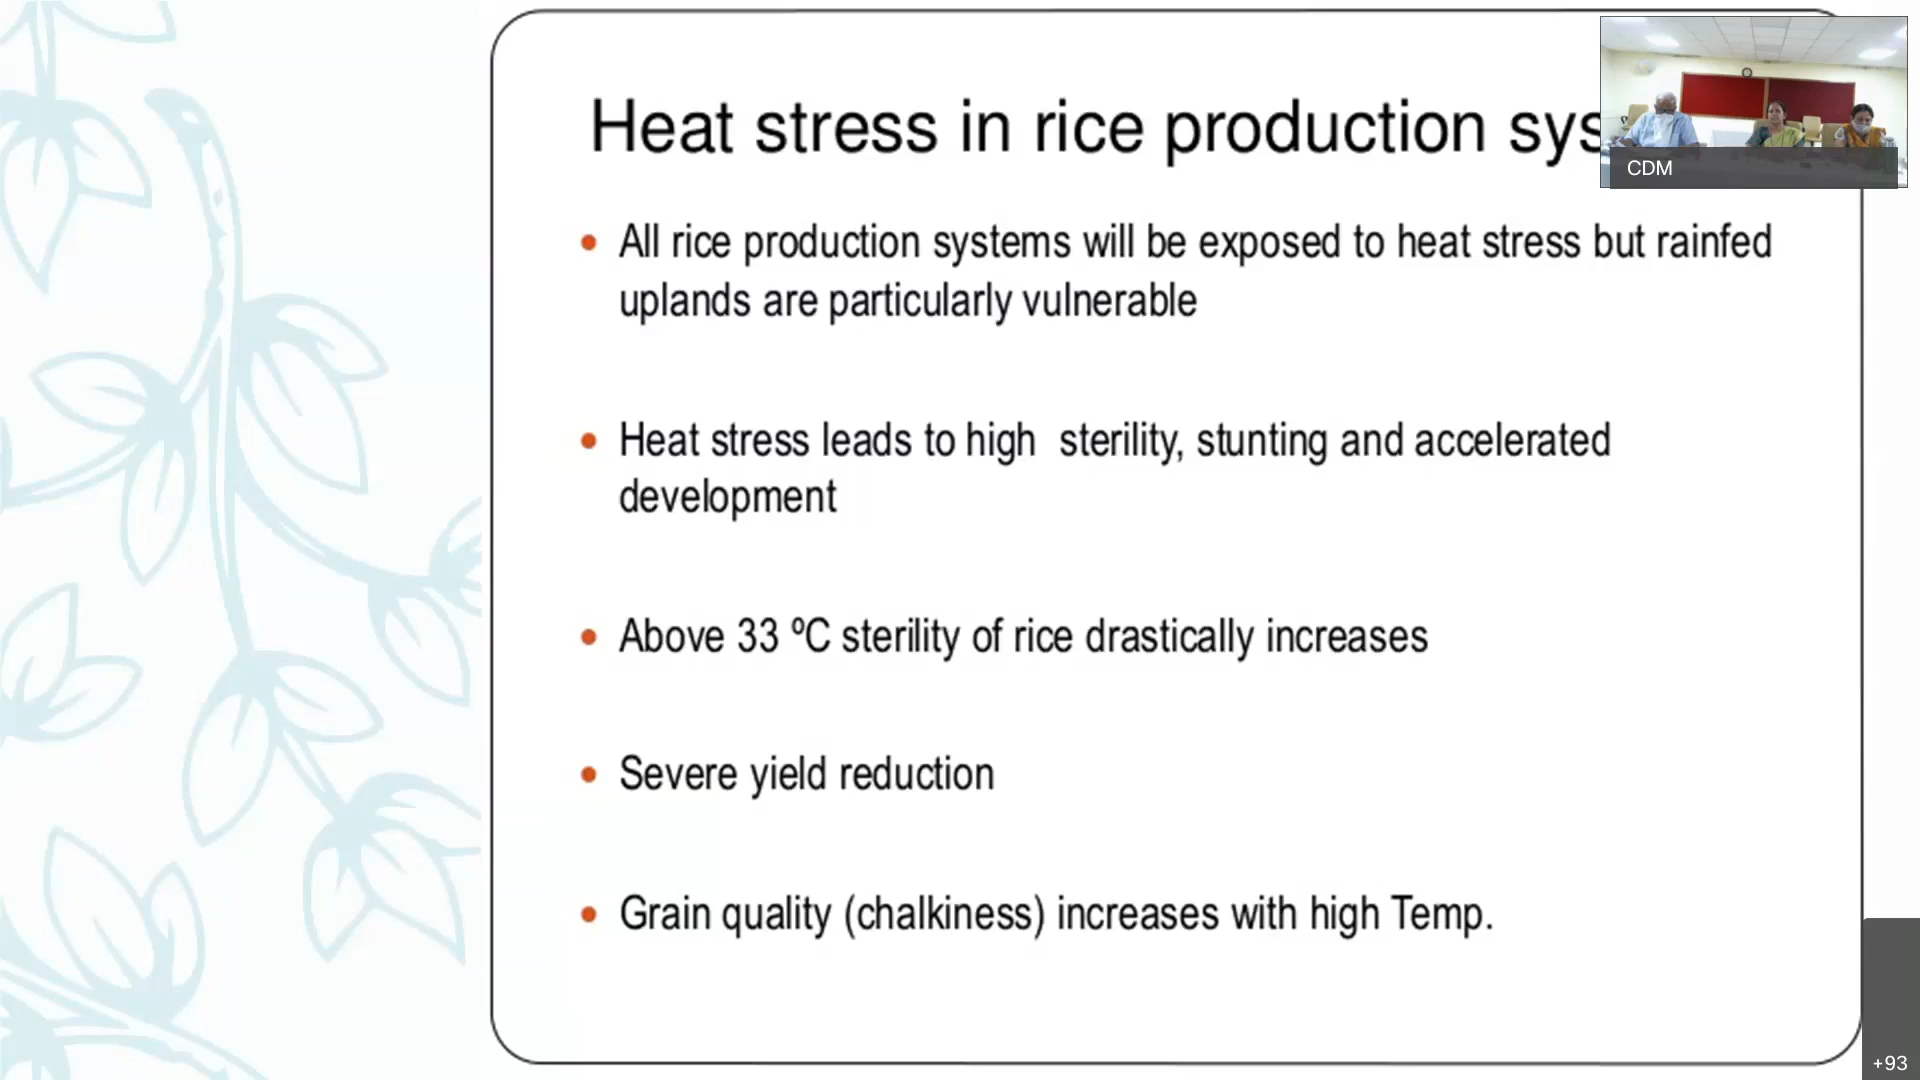 Heat stress in rice production sys
CDM
• All rice production systems will be exposed to heat stress but rainfed
uplands are particularly vulnerable
• Heat stress leads to high sterility, stunting and accelerated
development
• Above 33 ºC sterility of rice drastically increases
• Severe yield reduction
• Grain quality (chalkiness) increases with high Temp.
+93